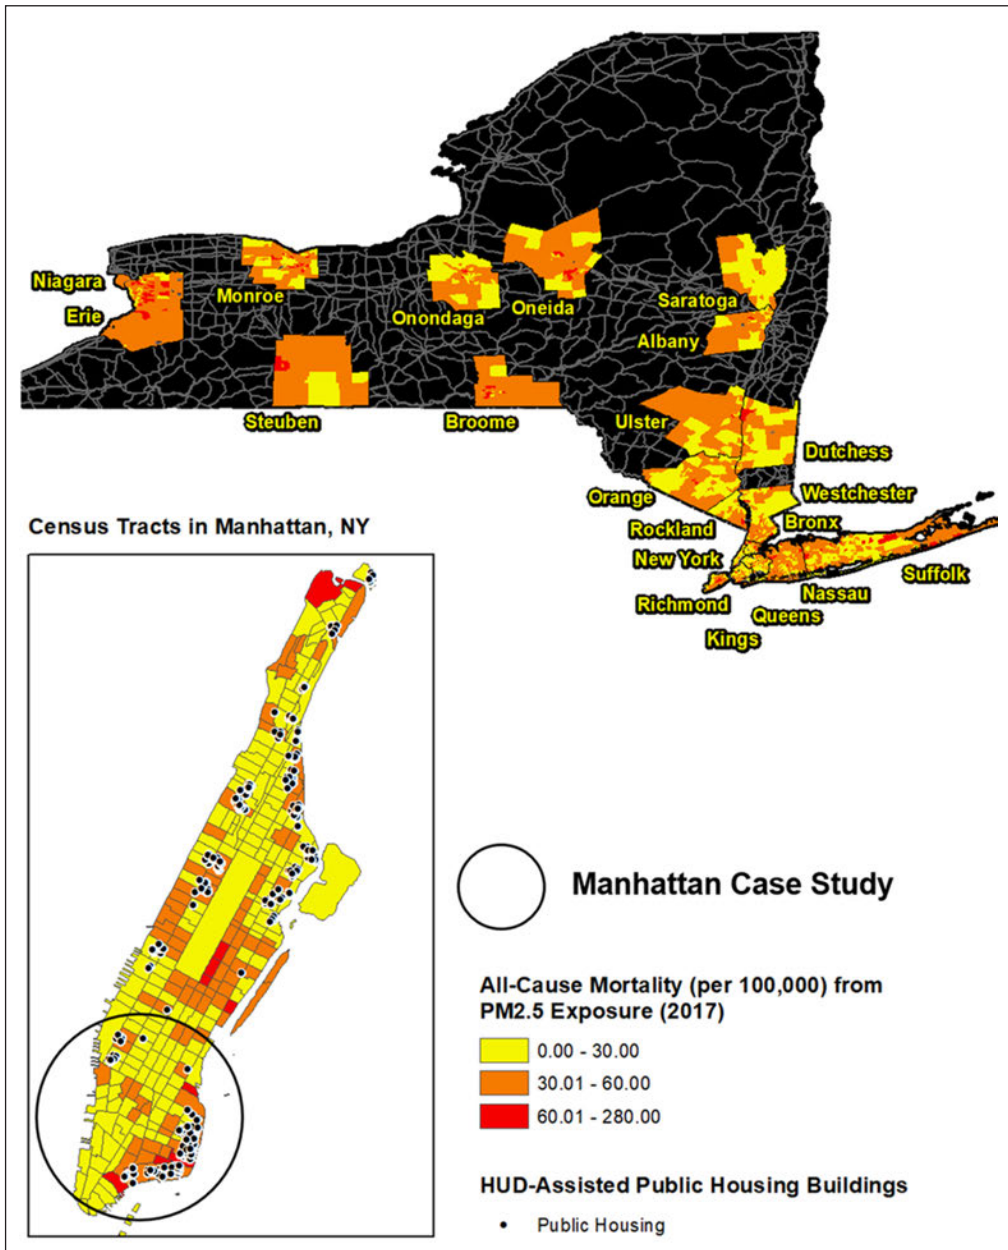 Niagara
Erie
Monroe
Onondaga
Oneida
Saratoga
Albany
Steuben
Broome
Ulster
Dutchess
Orange
Westchester
Rockland
Bronx
New York
Suffolk
Richmond
Nassau
Queens
Kings
Census Tracts in Manhattan, NY
Manhattan Case Study
All-Cause Mortality (per 100,000) from
PM2.5 Exposure (2017)
0.00 - 30.00
30.01 - 60.00
60.01 - 280.00
HUD-Assisted Public Housing Buildings
Public Housing